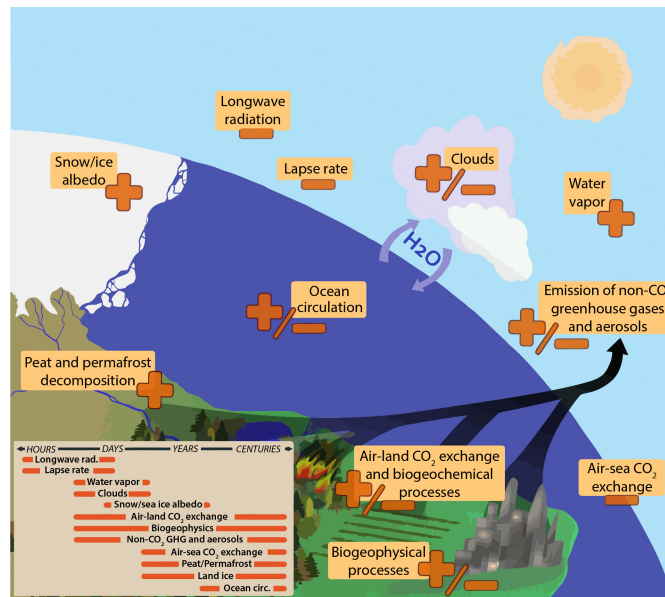 Longwave
radiation
Snow/ice
albedo
Lapse rate
Clouds
Water
vapor
H2O
Ocean
circulation
Emission of non-CO
greenhouse gases
and aerosols
Peat and permafrost
decomposition
Air-land CO₂ exchange
and biogeochemical
processes
Air-sea CO₂
exchange
Biogeophysical
processes
HOURS DAYS YEARS CENTURIES
Longwave rad.
Lapse rate
Water vapor
Clouds
Snow/sea ice albedo
Air-land CO₂ exchange
Biogeophysics
Non-CO₂ GHG and aerosols
Air-sea CO₂ exchange
Peat/Permafrost
Land ice
Ocean circ.